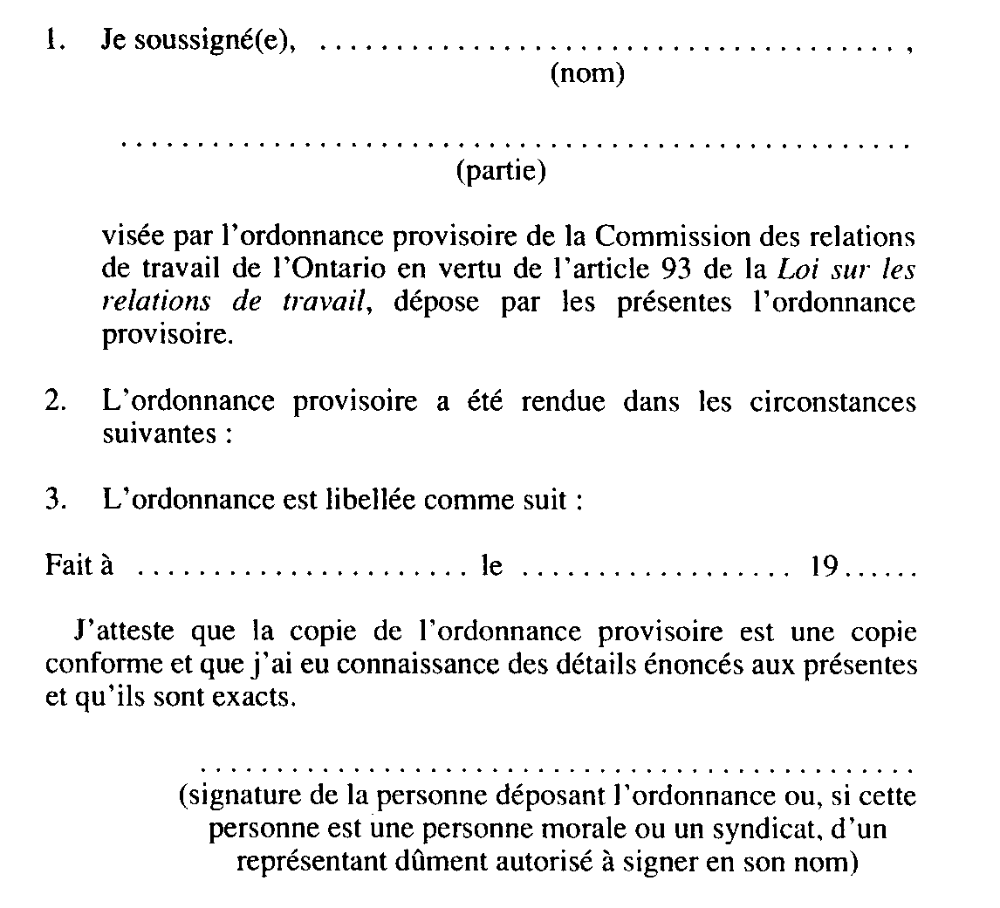 1. Je soussigné(e), . . . . . . . . . . . . . . . . . . . . . . . . . . . . . . . . . . . . . . . ,
(nom)
. . . . . . . . . . . . . . . . . . . . . . . . . . . . . . . . . . . . . . . . . . . . . . . . . . . .
(partie)
visée par l'ordonnance provisoire de la Commission des relations
de travail de l'Ontario en vertu de l'article 93 de la Loi sur les
relations de travail, dépose par les présentes l'ordonnance
provisoire.
2. L'ordonnance provisoire a été rendue dans les circonstances
suivantes :
3. L'ordonnance est libellée comme suit :
Fait à . . . . . . . . . . . . . . . . . . . . . . le . . . . . . . . . . . . . . . . . . 19 . . . . . .
J'atteste que la copie de l'ordonnance provisoire est une copie
conforme et que j'ai eu connaissance des détails énoncés aux présentes
et qu'ils sont exacts.
. . . . . . . . . . . . . . . . . . . . . . . . . . . . . . . . . . . . . . . . . . . . . . .
(signature de la personne déposant l'ordonnance ou, si cette
personne est une personne morale ou un syndicat, d'un
représentant dûment autorisé à signer en son nom)